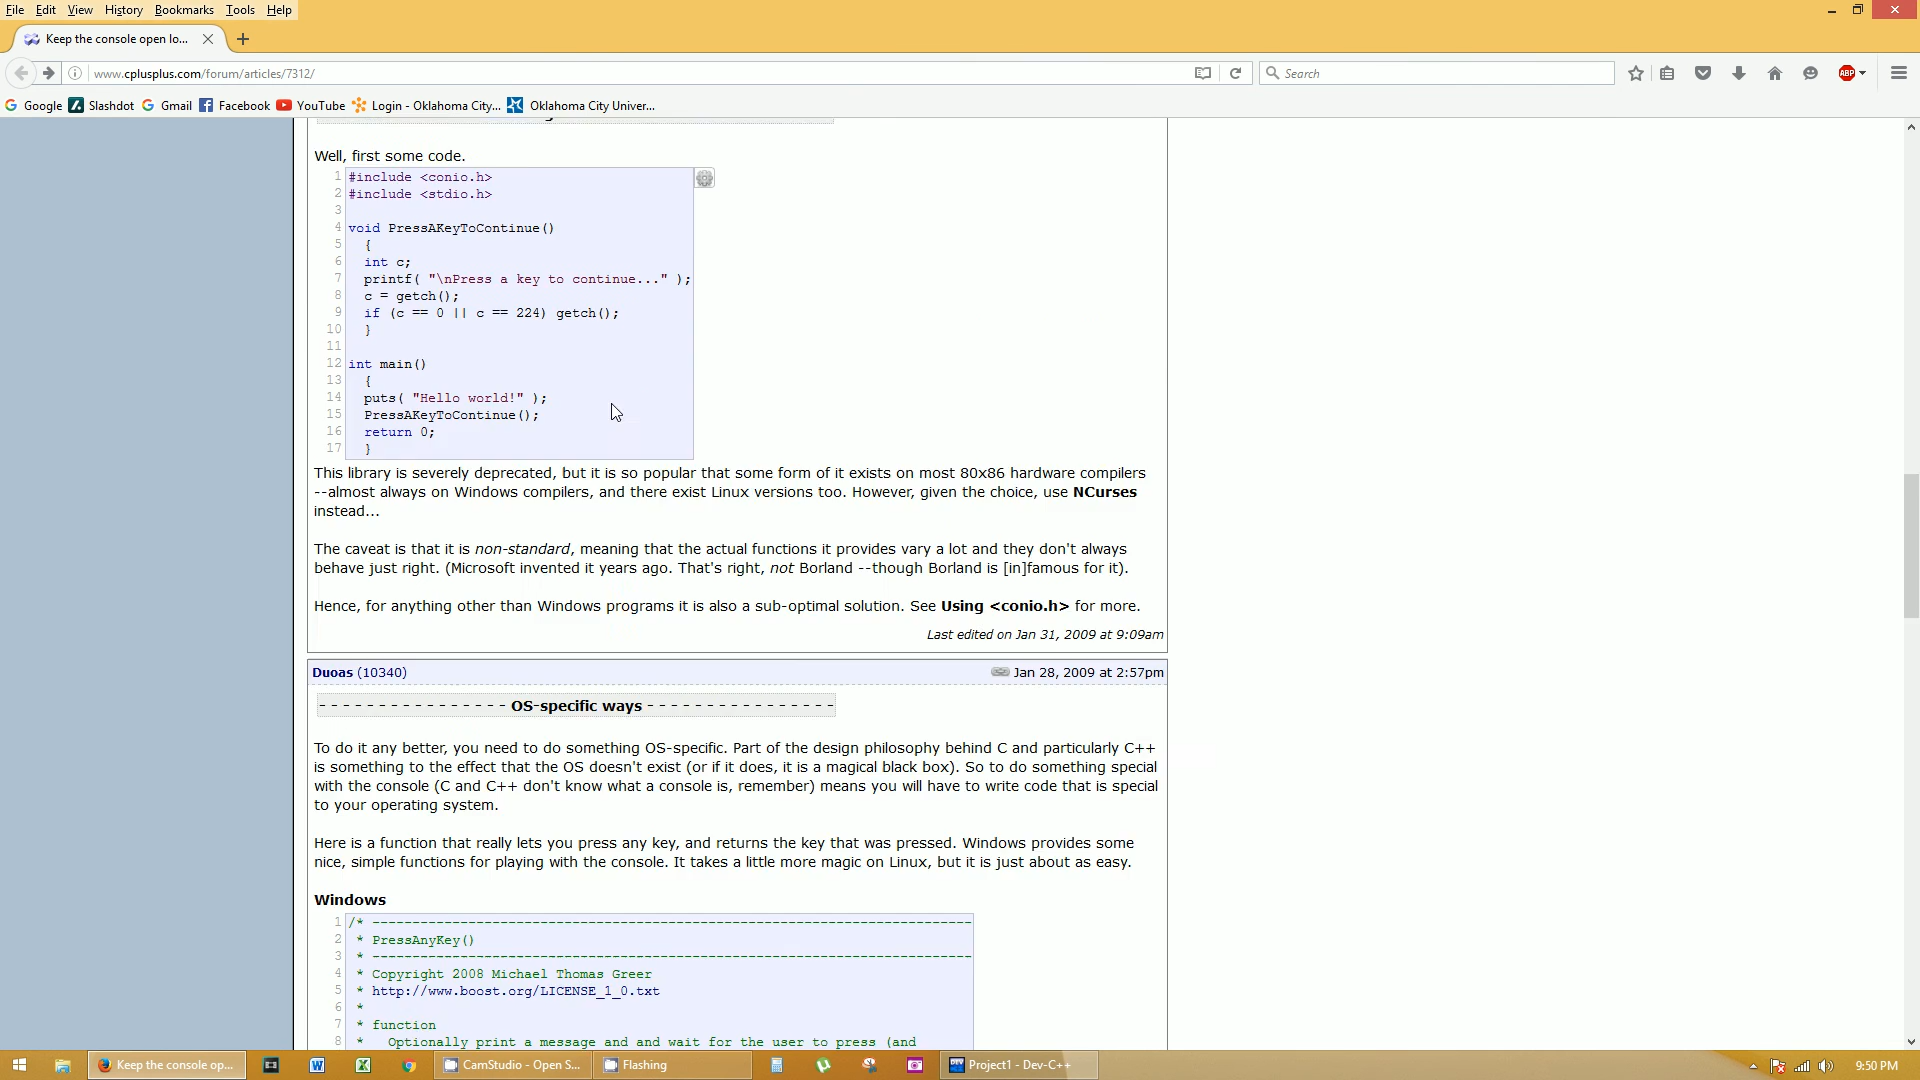 File Edit View History Bookmarks Tools Help
Keep the console open lo...
www.cplusplus.com/forum/articles/7312/
Search
ABP
Google Slashdot Gmail Facebook YouTube Login - Oklahoma City... Oklahoma City Univer...
Well, first some code.
1 #include <conio.h>
2 #include <stdio.h>
3
4 void PressAKeyToContinue()
5 {
6 int c;
7 printf( "\nPress a key to continue..." );
8 c = getch();
9 if (c == 0 || c == 224) getch();
10 }
11
12 int main()
13 {
14 puts( "Hello world!" );
15 PressAKeyToContinue();
16 return 0;
17 }
This library is severely deprecated, but it is so popular that some form of it exists on most 80x86 hardware compilers
--almost always on Windows compilers, and there exist Linux versions too. However, given the choice, use NCurses
instead...
The caveat is that it is non-standard, meaning that the actual functions it provides vary a lot and they don't always
behave just right. (Microsoft invented it years ago. That's right, not Borland --though Borland is [in]famous for it).
Hence, for anything other than Windows programs it is also a sub-optimal solution. See Using <conio.h> for more.
Last edited on Jan 31, 2009 at 9:09am
Duoas (10340) Jan 28, 2009 at 2:57pm
- - - - - - - - - - - - - - - - OS-specific ways - - - - - - - - - - - - - - - -
To do it any better, you need to do something OS-specific. Part of the design philosophy behind C and particularly C++
is something to the effect that the OS doesn't exist (or if it does, it is a magical black box). So to do something special
with the console (C and C++ don't know what a console is, remember) means you will have to write code that is special
to your operating system.
Here is a function that really lets you press any key, and returns the key that was pressed. Windows provides some
nice, simple functions for playing with the console. It takes a little more magic on Linux, but it is just about as easy.
Windows
1 /* ---------------------------------------------------------------------------
2 * PressAnyKey()
3 * ---------------------------------------------------------------------------
4 * Copyright 2008 Michael Thomas Greer
5 * http://www.boost.org/LICENSE_1_0.txt
6 *
7 * function
8 * Optionally print a message and and wait for the user to press (and
Keep the console op... CamStudio - Open S... Flashing Project1 - Dev-C++ 9:50 PM